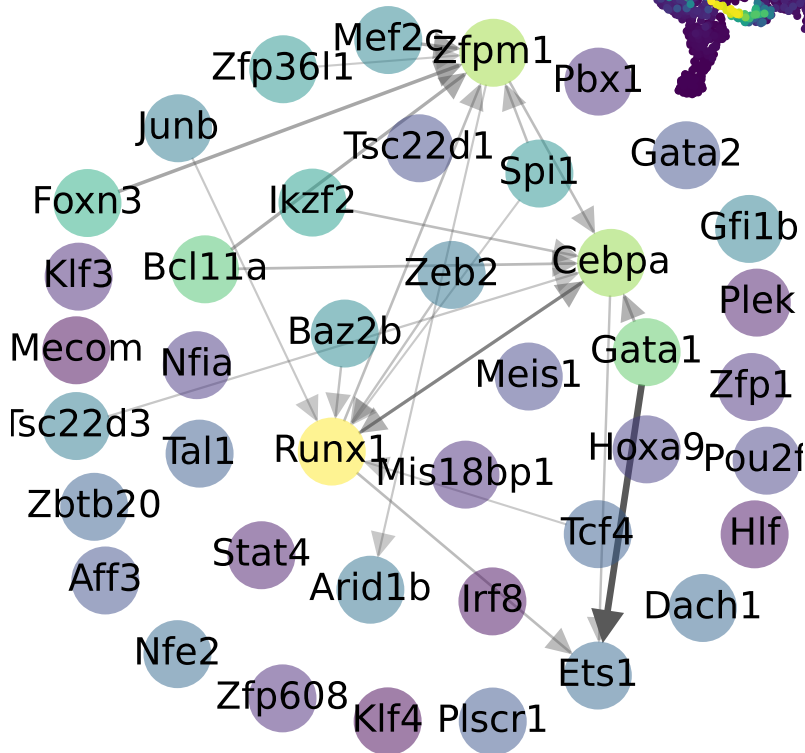 Mef2c
Zfpm1
Zfp36l1
Pbx1
Junb
Tsc22d1
Gata2
Spi1
Foxn3
Ikzf2
Gfi1b
Klf3
Bcl11a
Zeb2
Cebpa
Plek
Mecom
Nfia
Baz2b
Gata1
Meis1
Zfp1
Tsc22d3
Tal1
Runx1
Hoxa9
Pou2f
Mis18bp1
Zbtb20
Tcf4
Hlf
Stat4
Aff3
Arid1b
Irf8
Dach1
Nfe2
Ets1
Zfp608
Klf4
Plscr1